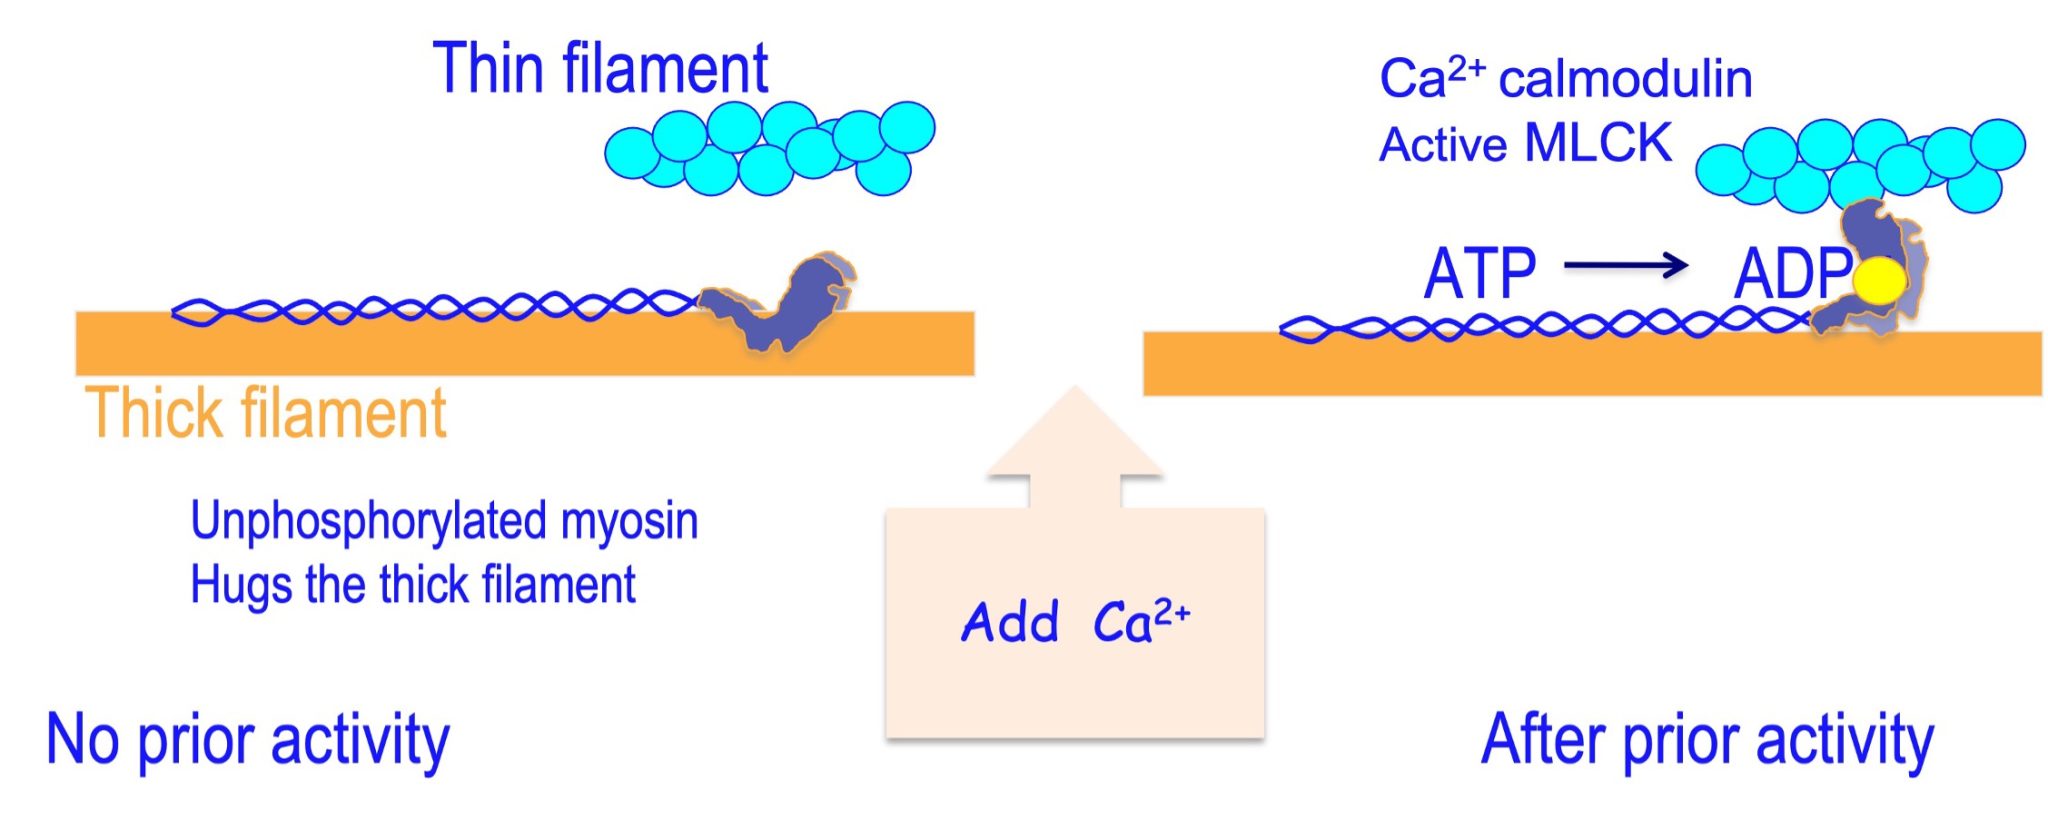 Thin filament
Thick filament
Unphosphorylated myosin
Hugs the thick filament
No prior activity
Add Ca²⁺
Ca²⁺ calmodulin
Active MLCK
ATP → ADP
After prior activity